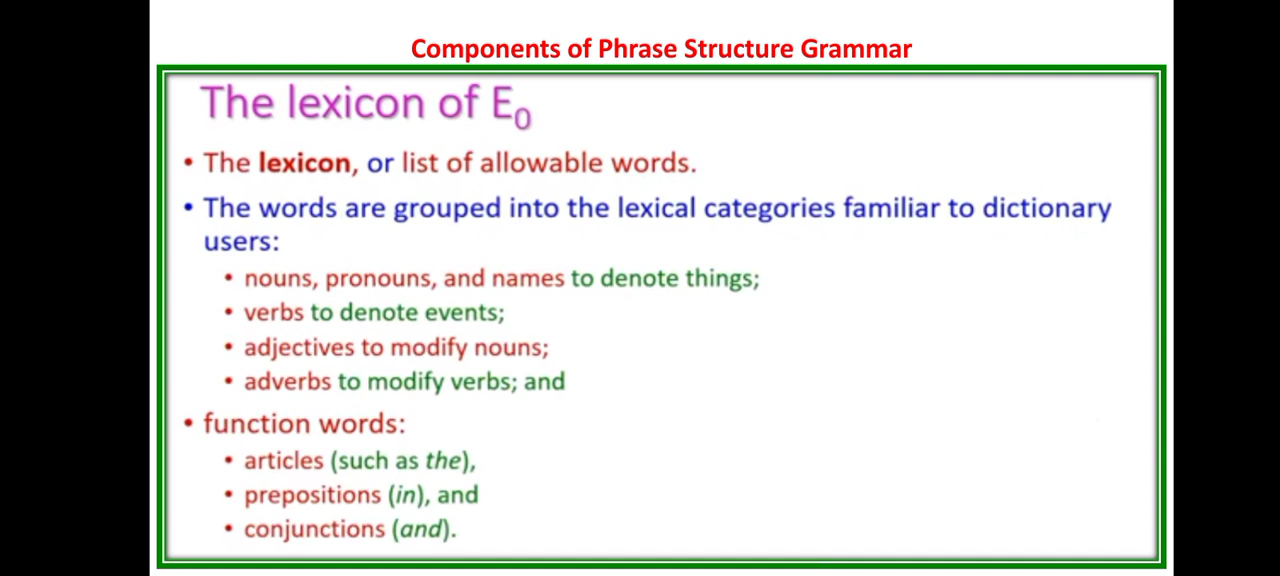 Components of Phrase Structure Grammar
The lexicon of E₀
• The lexicon, or list of allowable words.
• The words are grouped into the lexical categories familiar to dictionary
users:
• nouns, pronouns, and names to denote things;
• verbs to denote events;
• adjectives to modify nouns;
• adverbs to modify verbs; and
• function words:
• articles (such as the),
• prepositions (in), and
• conjunctions (and).